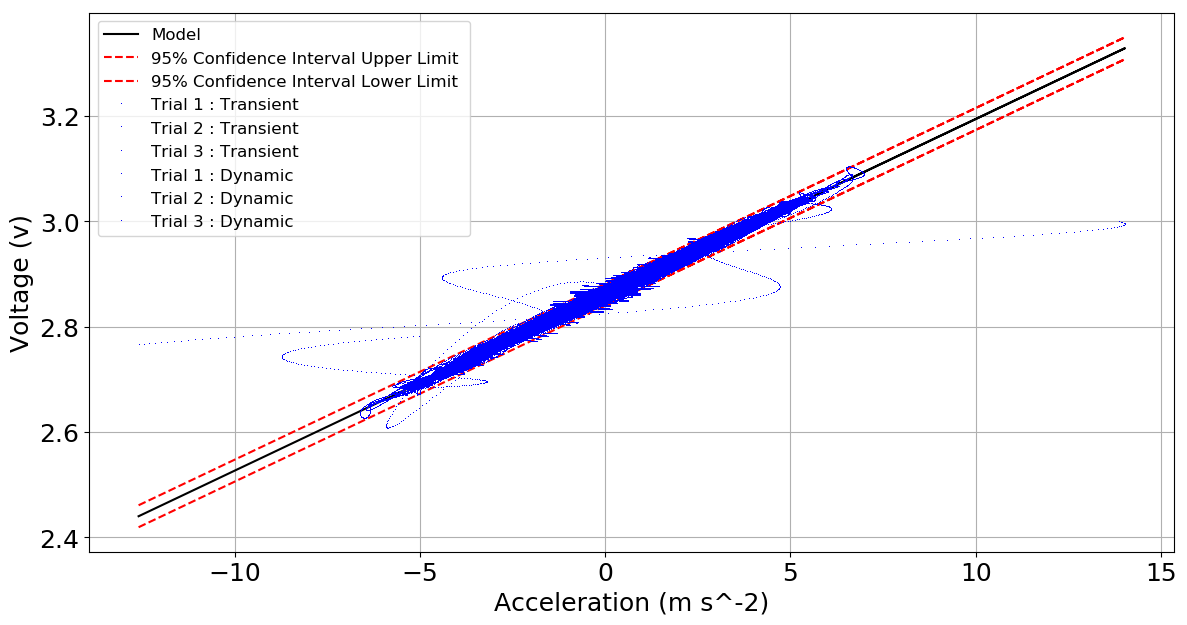 Model
95% Confidence Interval Upper Limit
95% Confidence Interval Lower Limit
Trial 1 : Transient
Trial 2 : Transient
Trial 3 : Transient
Trial 1 : Dynamic
Trial 2 : Dynamic
Trial 3 : Dynamic
Voltage (v)
3.2
3.0
2.8
2.6
2.4
−10 −5 0 5 10 15
Acceleration (m s^-2)